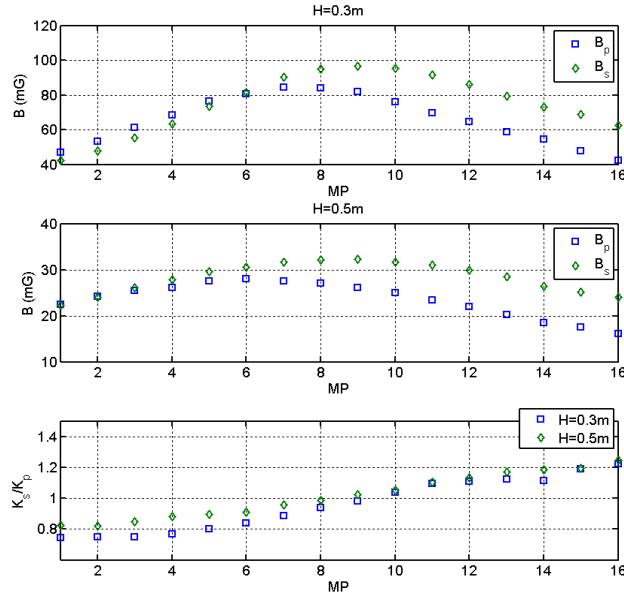 H=0.3m
120
100
80
60
40
B (mG)
B_p
B_s
2 4 6 8 10 12 14 16
MP
H=0.5m
40
30
20
10
B (mG)
B_p
B_s
2 4 6 8 10 12 14 16
MP
1.4
1.2
1
0.8
K_s/K_p
H=0.3m
H=0.5m
2 4 6 8 10 12 14 16
MP